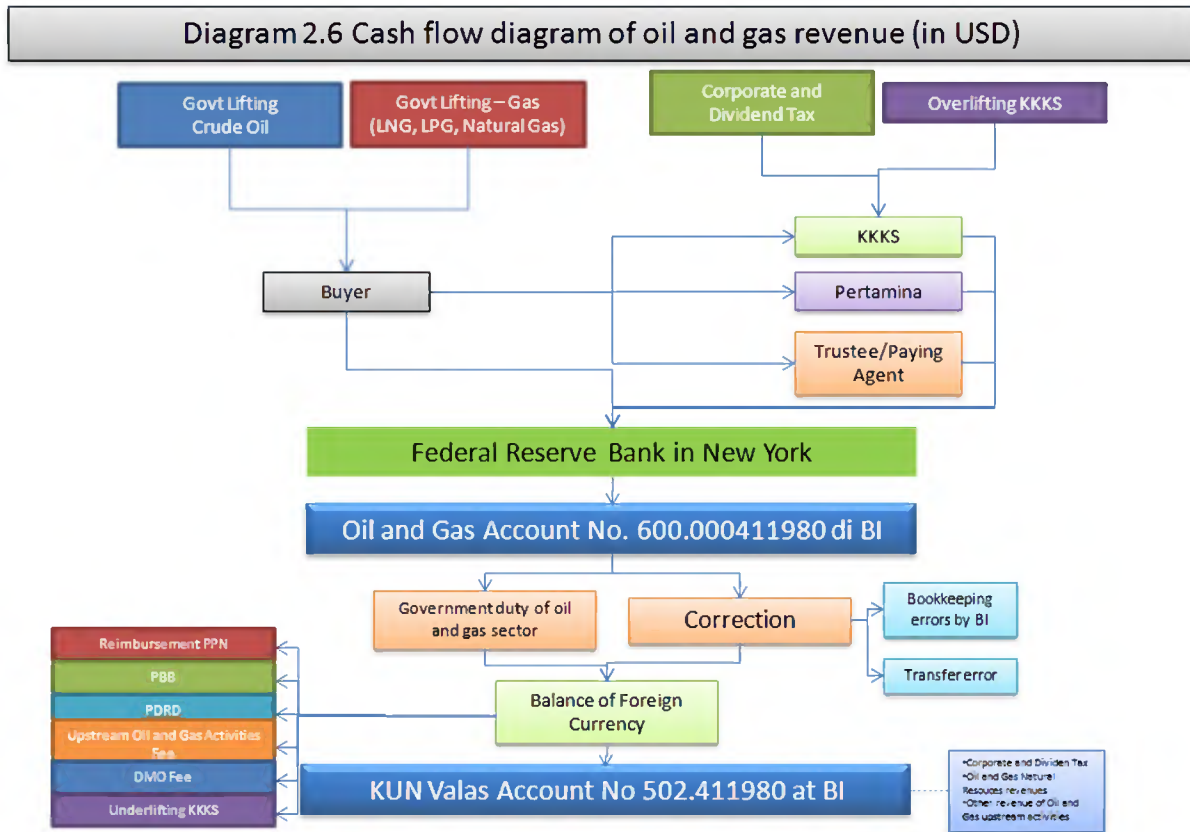 Diagram 2.6 Cash flow diagram of oil and gas revenue (in USD)
Govt Lifting
Crude Oil
Govt Lifting – Gas
(LNG, LPG, Natural Gas)
Corporate and
Dividend Tax
Overlifting KKKS
KKKS
Buyer
Pertamina
Trustee/Paying
Agent
Federal Reserve Bank in New York
Oil and Gas Account No. 600.000411980 di BI
Government duty of oil
and gas sector
Correction
Bookkeeping
errors by BI
Transfer error
Reimbursement PPN
PBB
PDRD
Upstream Oil and Gas Activities
Fee
DMO Fee
Underlifting KKKS
Balance of Foreign
Currency
KUN Valas Account No 502.411980 at BI
•Corporate and Dividen Tax
•Oil and Gas Natural
Resouces revenues
•Other revenue of Oil and
Gas upstream activities